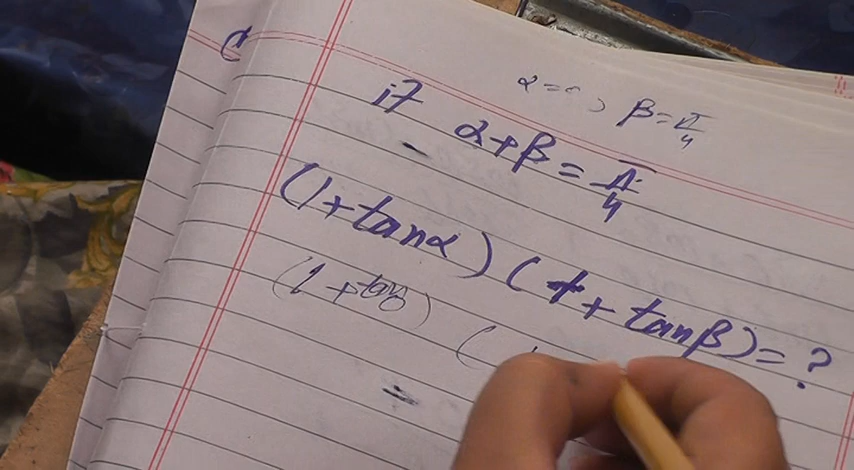 α = 0, β = π/4
if α + β = π/4
(1 + tanα) (1 + tanβ) = ?
(1 + tan0) (
=